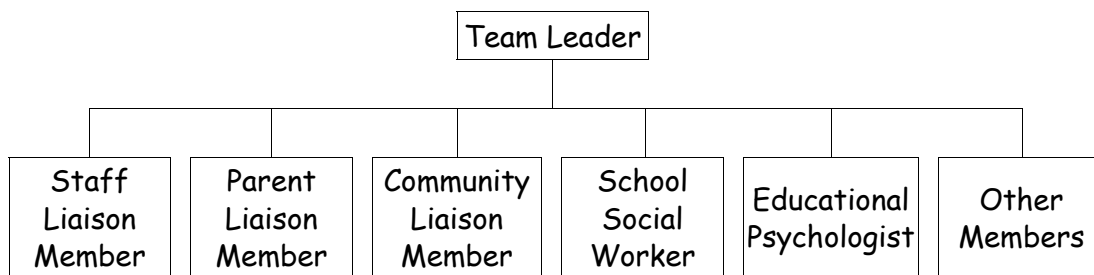 Team Leader
Staff
Liaison
Member
Parent
Liaison
Member
Community
Liaison
Member
School
Social
Worker
Educational
Psychologist
Other
Members